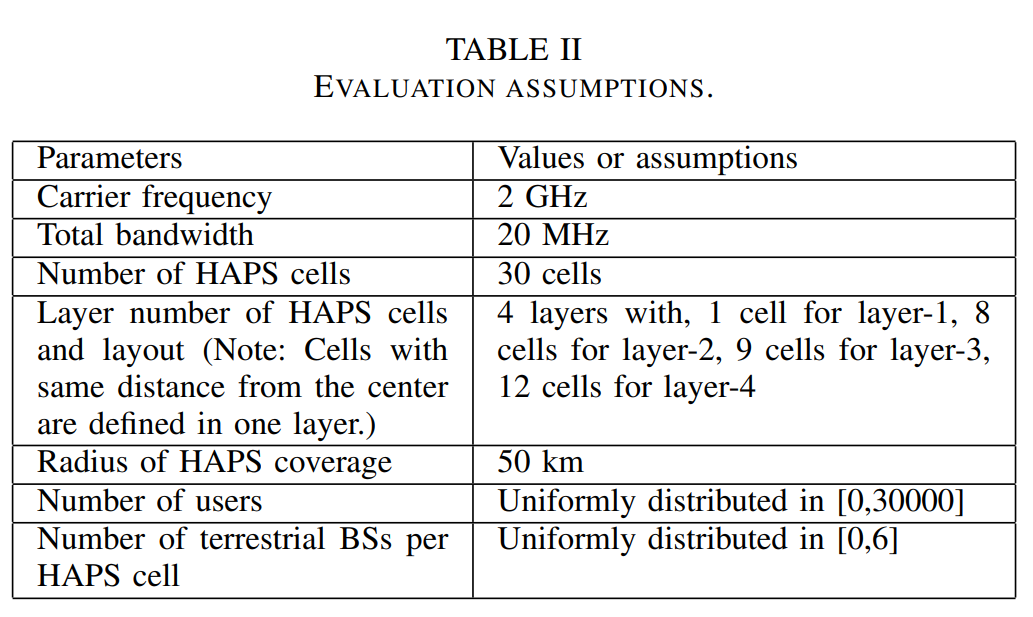 TABLE II
EVALUATION ASSUMPTIONS.
Parameters
Values or assumptions
Carrier frequency
2 GHz
Total bandwidth
20 MHz
Number of HAPS cells
30 cells
Layer number of HAPS cells
and layout (Note: Cells with
same distance from the center
are defined in one layer.)
4 layers with, 1 cell for layer-1, 8
cells for layer-2, 9 cells for layer-3,
12 cells for layer-4
Radius of HAPS coverage
50 km
Number of users
Uniformly distributed in [0,30000]
Number of terrestrial BSs per
HAPS cell
Uniformly distributed in [0,6]